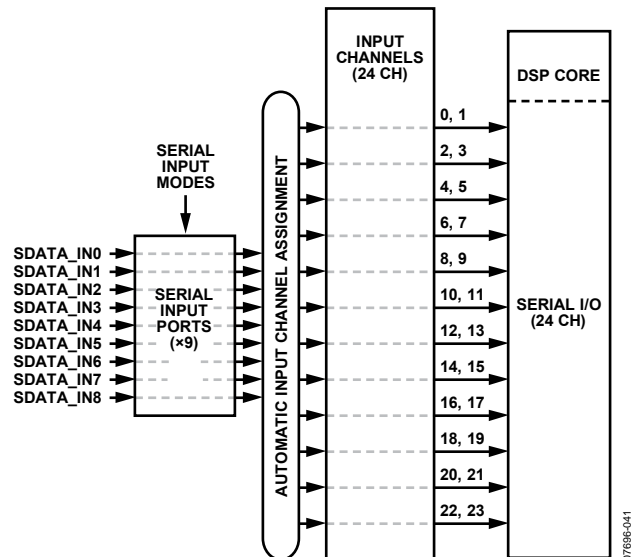 INPUT
CHANNELS
(24 CH)
DSP CORE
SERIAL
INPUT
MODES
SDATA_IN0
SDATA_IN1
SDATA_IN2
SDATA_IN3
SDATA_IN4
SDATA_IN5
SDATA_IN6
SDATA_IN7
SDATA_IN8
SERIAL
INPUT
PORTS
(×9)
AUTOMATIC INPUT CHANNEL ASSIGNMENT
0, 1
2, 3
4, 5
6, 7
8, 9
10, 11
12, 13
14, 15
16, 17
18, 19
20, 21
22, 23
SERIAL I/O
(24 CH)
07696-041